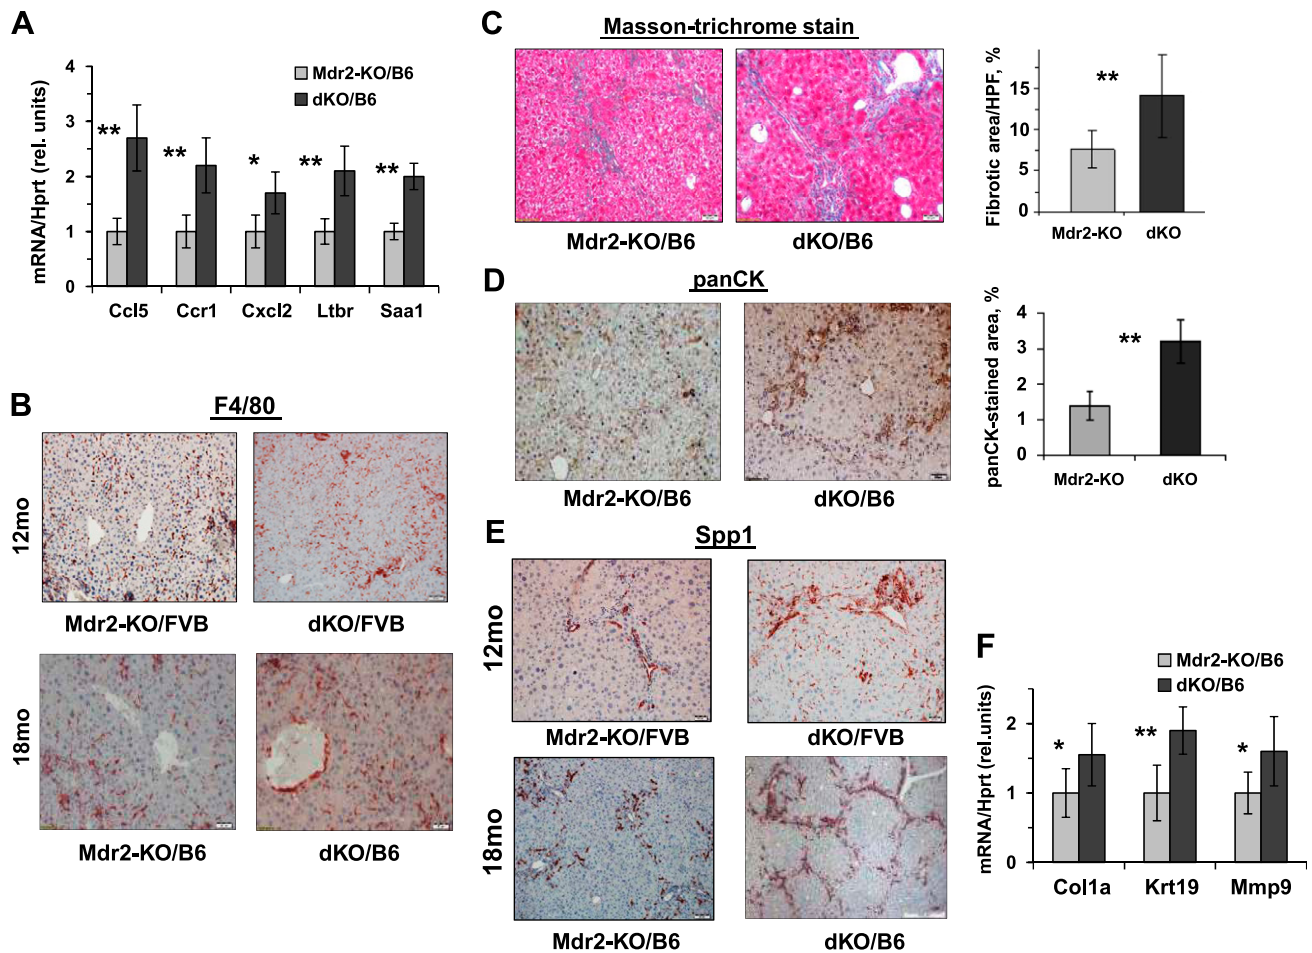 A
mRNA/Hprt (rel. units)
4
3
2
1
0
Mdr2-KO/B6
dKO/B6
**
**
*
**
**
Ccl5 Ccr1 Cxcl2 Ltbr Saa1
B
F4/80
12mo
Mdr2-KO/FVB dKO/FVB
18mo
Mdr2-KO/B6 dKO/B6
C
Masson-trichrome stain
Mdr2-KO/B6 dKO/B6
Fibrotic area/HPF, %
15
10
5
0
**
Mdr2-KO dKO
D
panCK
Mdr2-KO/B6 dKO/B6
panCK-stained area, %
4
3
2
1
0
**
Mdr2-KO dKO
E
Spp1
12mo
Mdr2-KO/FVB dKO/FVB
18mo
Mdr2-KO/B6 dKO/B6
F
Mdr2-KO/B6
dKO/B6
mRNA/Hprt (rel.units)
2
1
0
*
**
*
Col1a Krt19 Mmp9